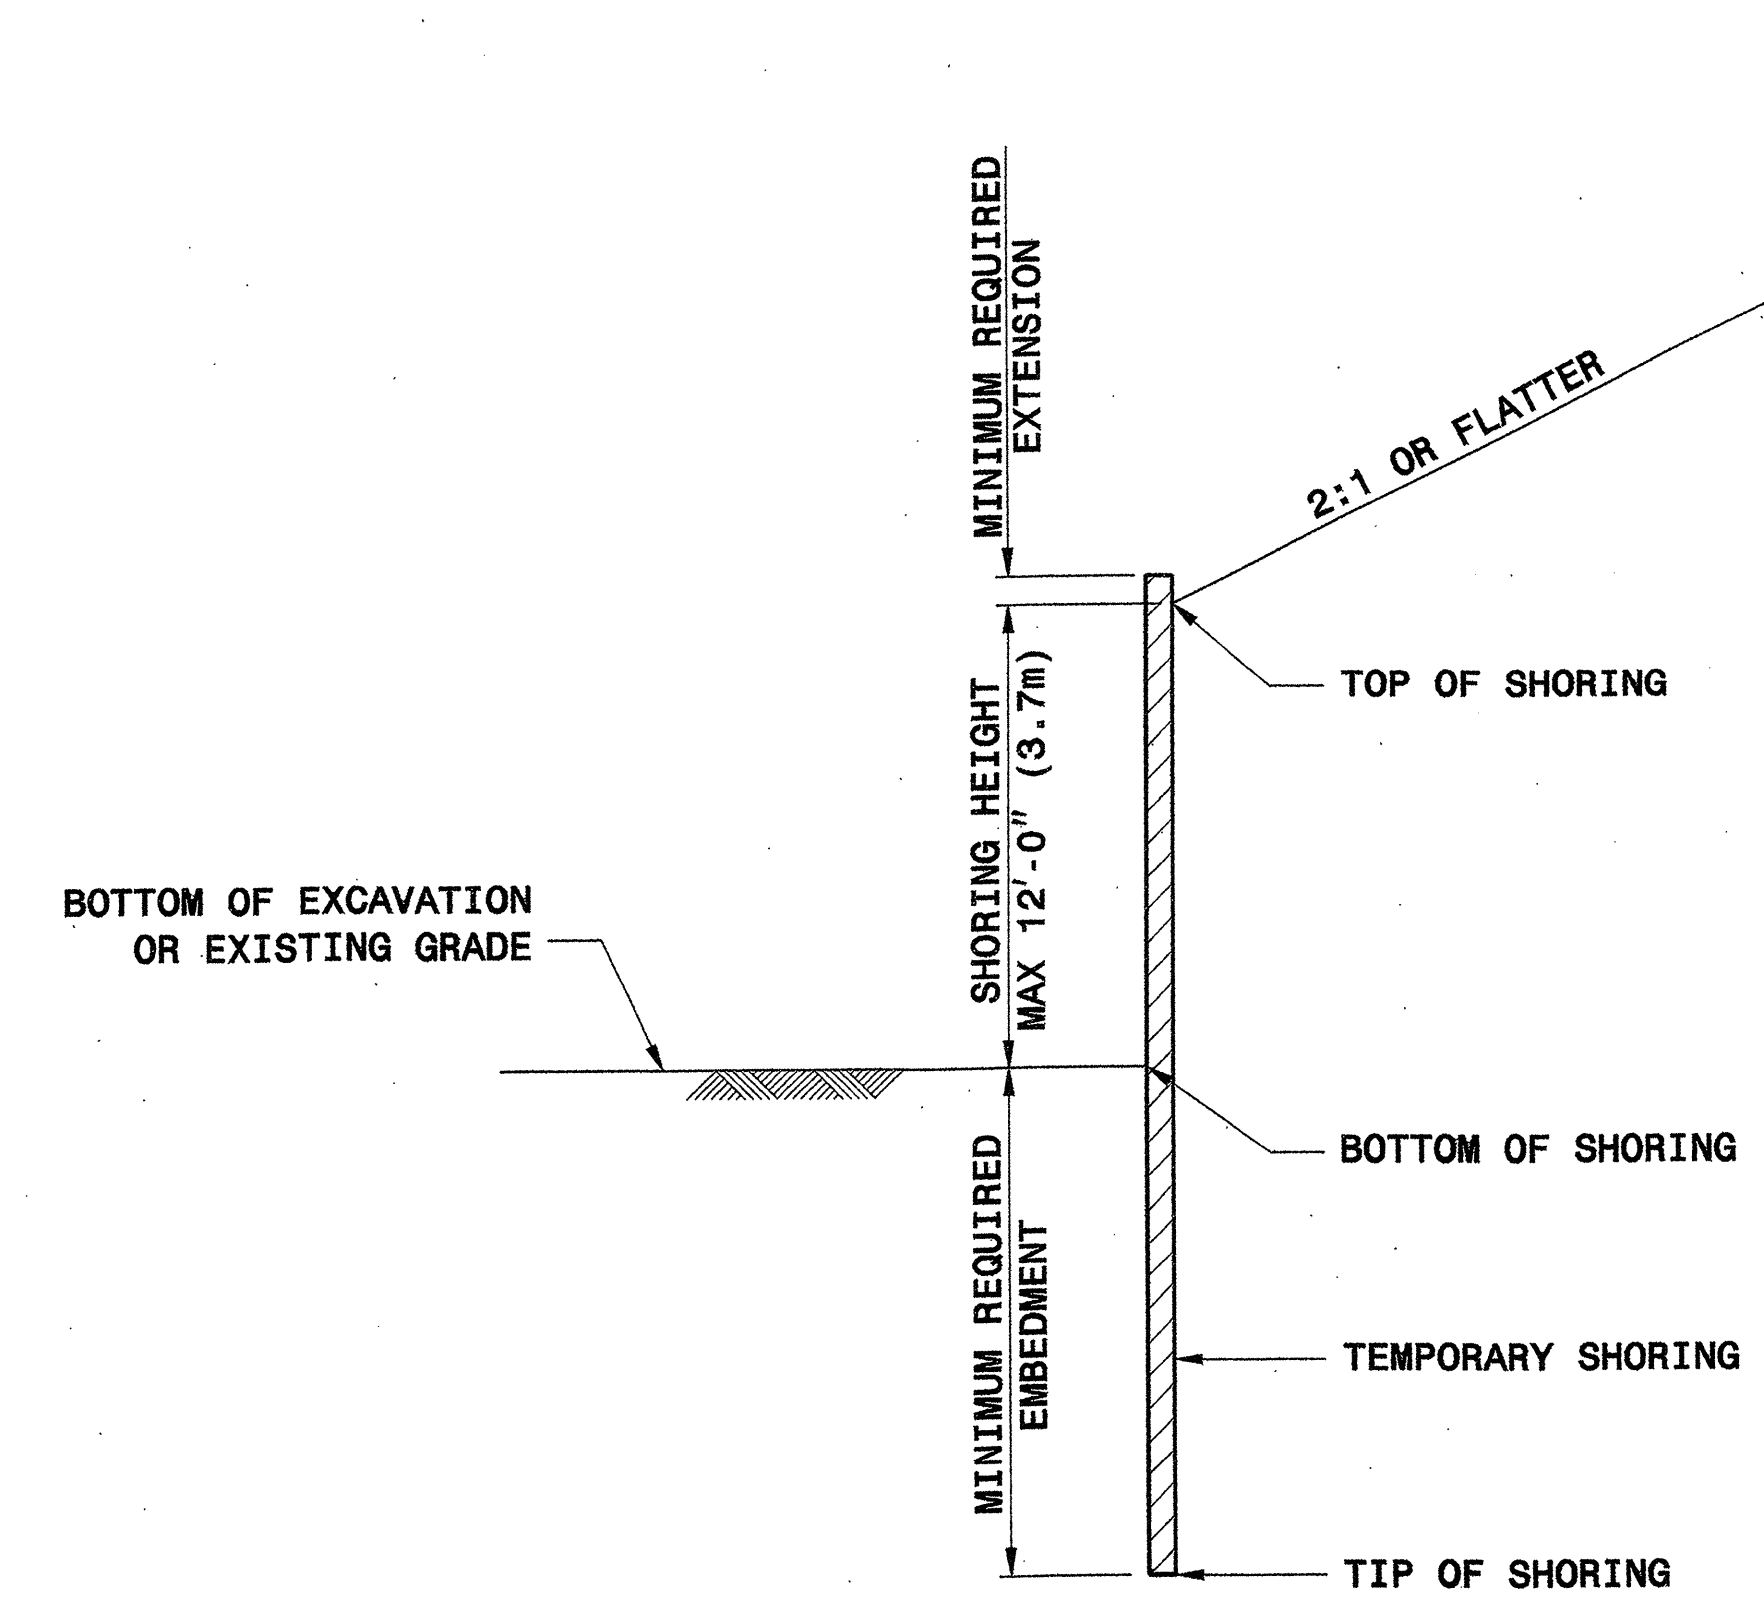 MINIMUM REQUIRED
EXTENSION
2:1 OR FLATTER
TOP OF SHORING
SHORING HEIGHT
MAX 12'-0" (3.7m)
BOTTOM OF EXCAVATION
OR EXISTING GRADE
BOTTOM OF SHORING
MINIMUM REQUIRED
EMBEDMENT
TEMPORARY SHORING
TIP OF SHORING